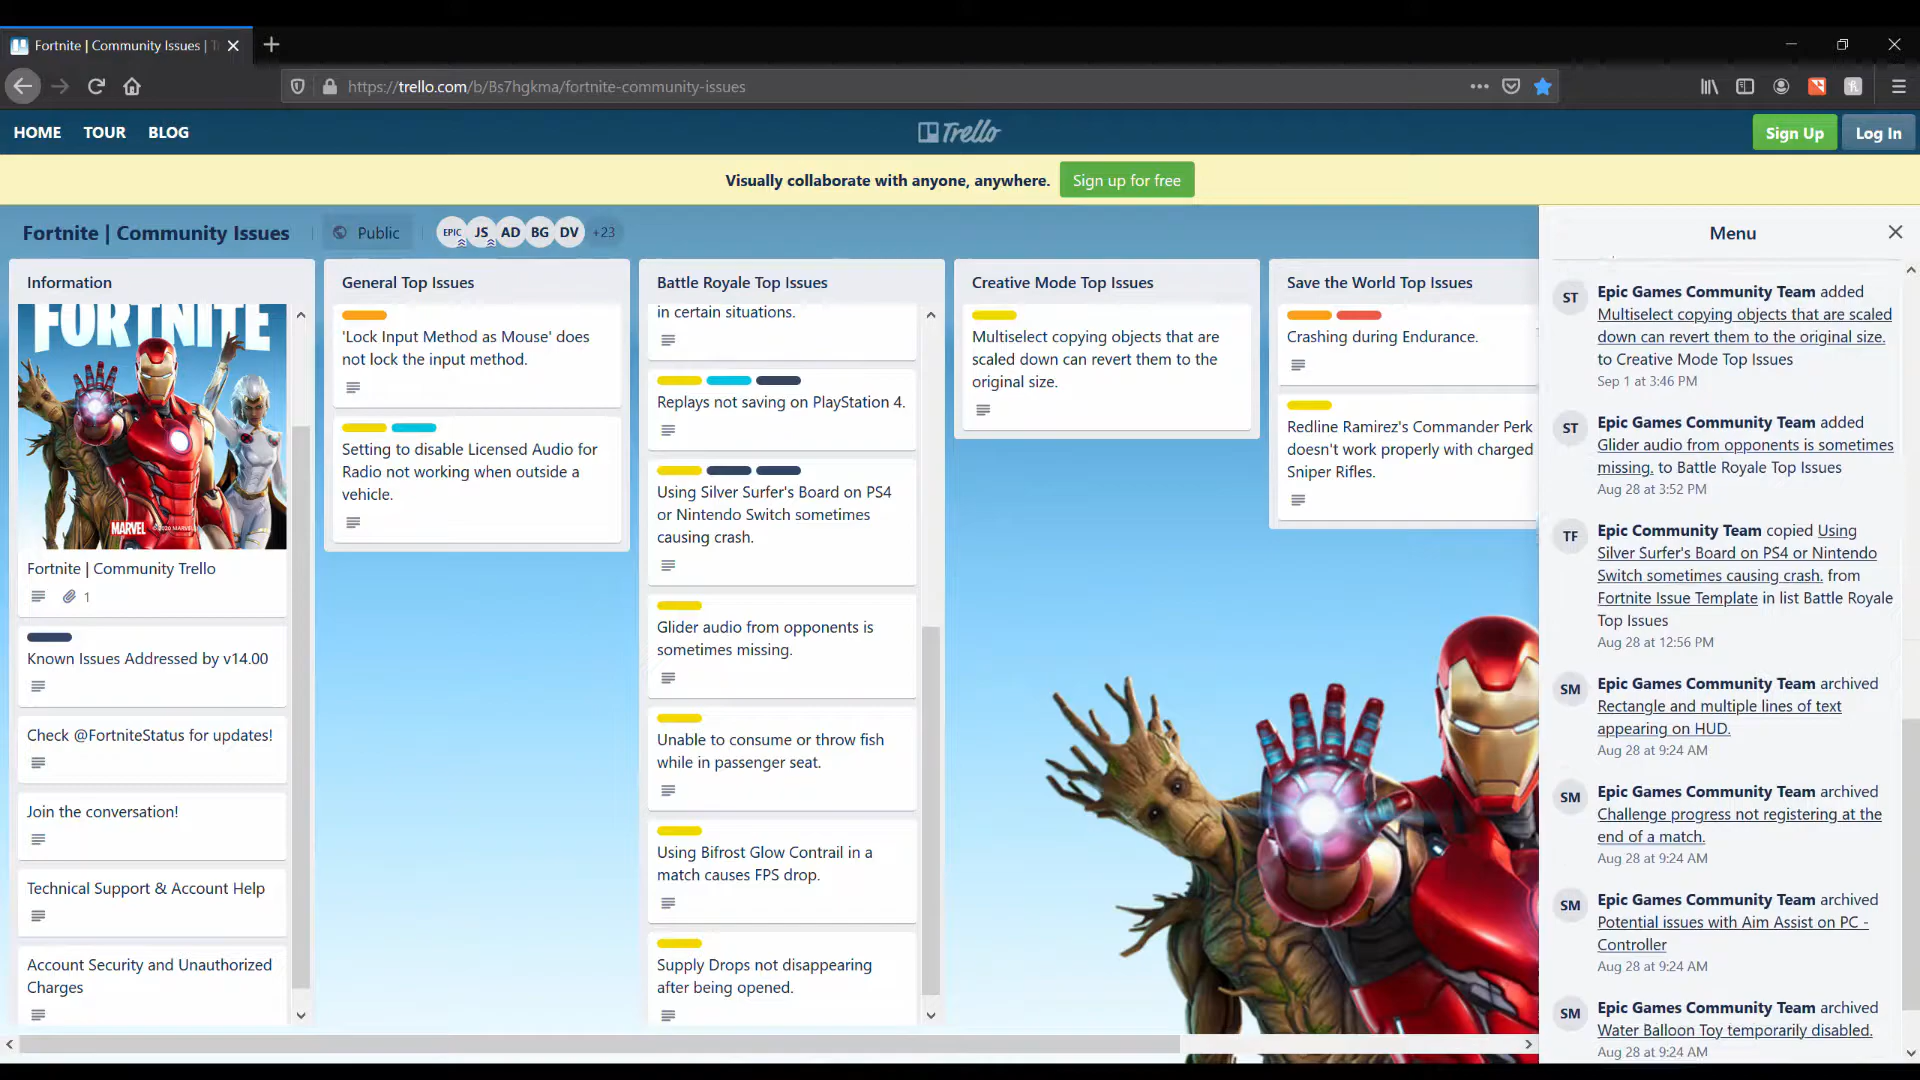 Fortnite | Community Issues |
https://trello.com/b/Bs7hgkma/fortnite-community-issues
HOME TOUR BLOG
Trello
Sign Up Log In
Visually collaborate with anyone, anywhere. Sign up for free
Fortnite | Community Issues
Public
EPIC JS AD BG DV +23
Information
FORTNITE
MARVEL
Fortnite | Community Trello
1
Known Issues Addressed by v14.00
Check @FortniteStatus for updates!
Join the conversation!
Technical Support & Account Help
Account Security and Unauthorized
Charges
General Top Issues
'Lock Input Method as Mouse' does
not lock the input method.
Setting to disable Licensed Audio for
Radio not working when outside a
vehicle.
Battle Royale Top Issues
in certain situations.
Replays not saving on PlayStation 4.
Using Silver Surfer's Board on PS4
or Nintendo Switch sometimes
causing crash.
Glider audio from opponents is
sometimes missing.
Unable to consume or throw fish
while in passenger seat.
Using Bifrost Glow Contrail in a
match causes FPS drop.
Supply Drops not disappearing
after being opened.
Creative Mode Top Issues
Multiselect copying objects that are
scaled down can revert them to the
original size.
Save the World Top Issues
Crashing during Endurance.
Redline Ramirez's Commander Perk
doesn't work properly with charged
Sniper Rifles.
Menu
ST
Epic Games Community Team added
Multiselect copying objects that are scaled
down can revert them to the original size.
to Creative Mode Top Issues
Sep 1 at 3:46 PM
ST
Epic Games Community Team added
Glider audio from opponents is sometimes
missing. to Battle Royale Top Issues
Aug 28 at 3:52 PM
TF
Epic Community Team copied Using
Silver Surfer's Board on PS4 or Nintendo
Switch sometimes causing crash. from
Fortnite Issue Template in list Battle Royale
Top Issues
Aug 28 at 12:56 PM
SM
Epic Games Community Team archived
Rectangle and multiple lines of text
appearing on HUD.
Aug 28 at 9:24 AM
SM
Epic Games Community Team archived
Challenge progress not registering at the
end of a match.
Aug 28 at 9:24 AM
SM
Epic Games Community Team archived
Potential issues with Aim Assist on PC -
Controller
Aug 28 at 9:24 AM
SM
Epic Games Community Team archived
Water Balloon Toy temporarily disabled.
Aug 28 at 9:24 AM